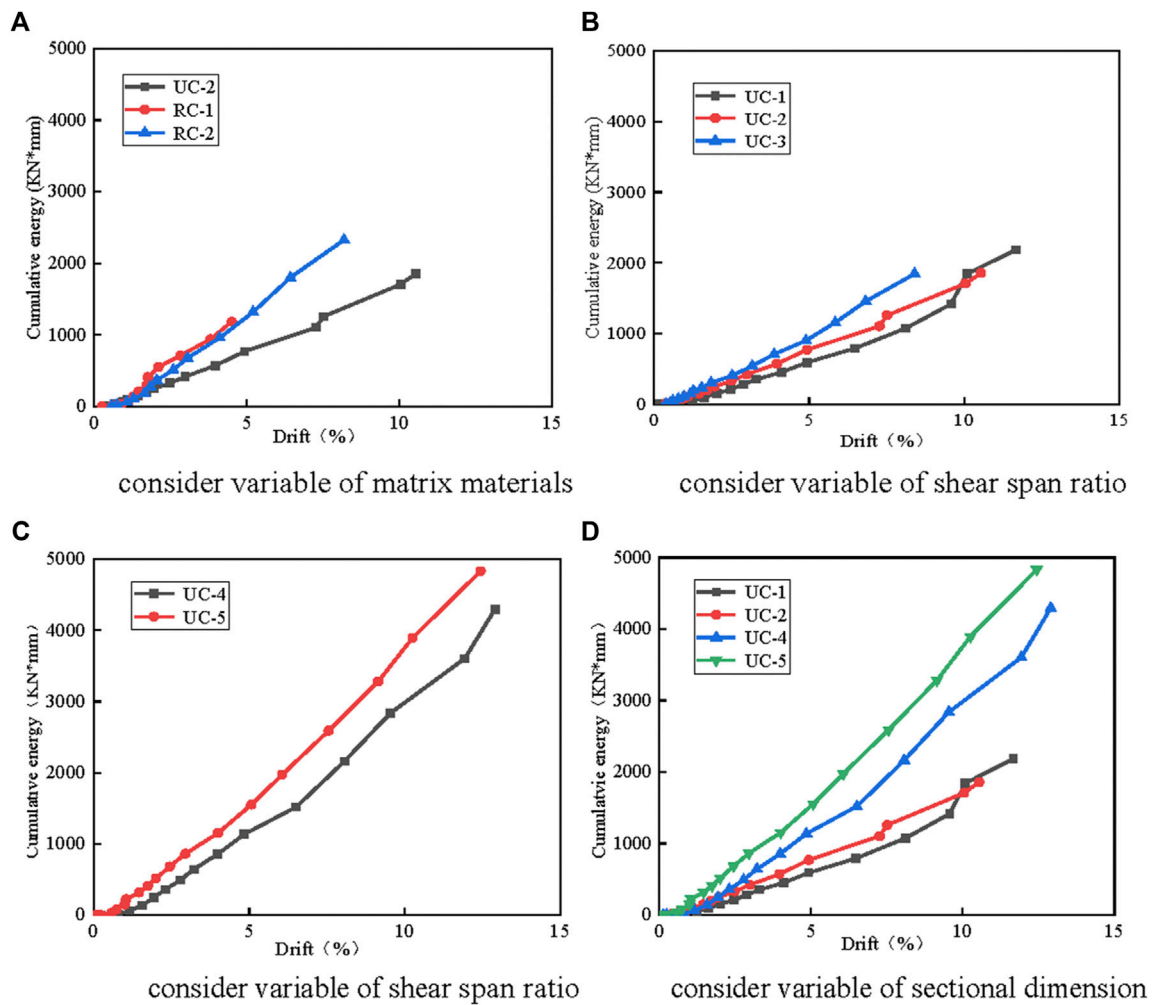 A
Cumulative energy (KN*mm)
5000
4000
3000
2000
1000
0
UC-2
RC-1
RC-2
0 5 10 15
Drift（%）
consider variable of matrix materials
B
Cumulative energy (KN*mm)
5000
4000
3000
2000
1000
0
UC-1
UC-2
UC-3
0 5 10 15
Drift（%）
consider variable of shear span ratio
C
Cumulative energy（KN*mm）
5000
4000
3000
2000
1000
0
UC-4
UC-5
0 5 10 15
Drift（%）
consider variable of shear span ratio
D
Cumulatvie energy（KN*mm）
5000
4000
3000
2000
1000
0
UC-1
UC-2
UC-4
UC-5
0 5 10 15
Drift（%）
consider variable of sectional dimension